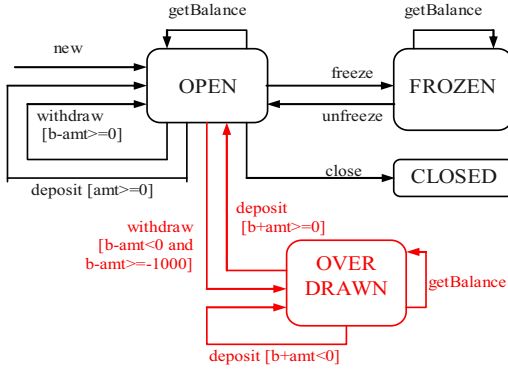 getBalance
getBalance
new
OPEN
freeze
FROZEN
unfreeze
withdraw
[b-amt>=0]
deposit [amt>=0]
close
CLOSED
withdraw
[b-amt<0 and
b-amt>=-1000]
deposit
[b+amt>=0]
OVER
DRAWN
getBalance
deposit [b+amt<0]